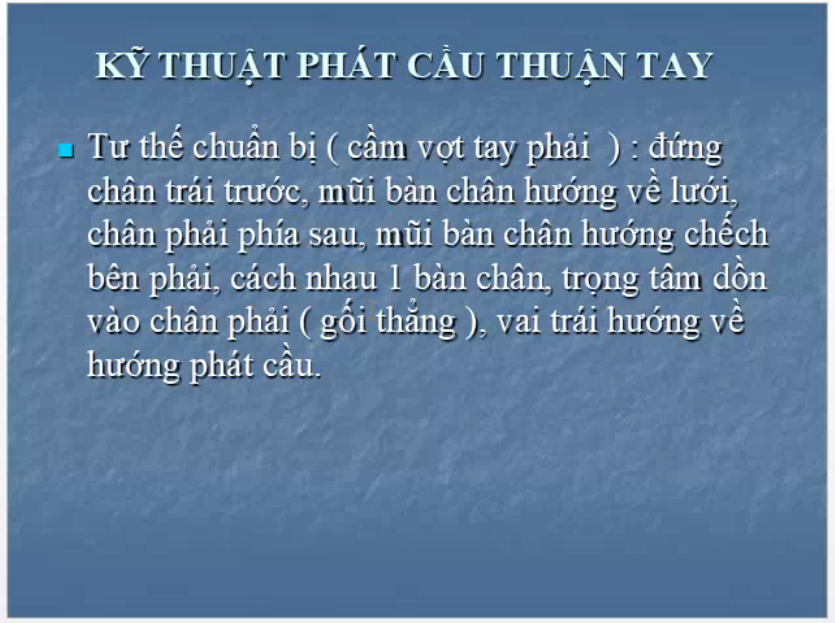 KỸ THUẬT PHÁT CẦU THUẬN TAY
Tư thế chuẩn bị ( cầm vợt tay phải ) : đứng
chân trái trước, mũi bàn chân hướng về lưới,
chân phải phía sau, mũi bàn chân hướng chếch
bên phải, cách nhau 1 bàn chân, trọng tâm dồn
vào chân phải ( gối thẳng ), vai trái hướng về
hướng phát cầu.